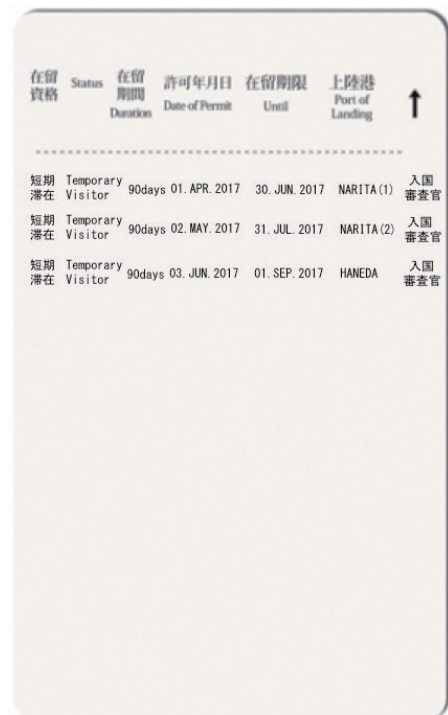 在留資格 Status 在留期間 Duration 許可年月日 Date of Permit 在留期限 Until 上陸港 Port of Landing ↑
短期滞在 Temporary Visitor 90days 01. APR. 2017 30. JUN. 2017 NARITA(1) 入国審査官
短期滞在 Temporary Visitor 90days 02. MAY. 2017 31. JUL. 2017 NARITA(2) 入国審査官
短期滞在 Temporary Visitor 90days 03. JUN. 2017 01. SEP. 2017 HANEDA 入国審査官